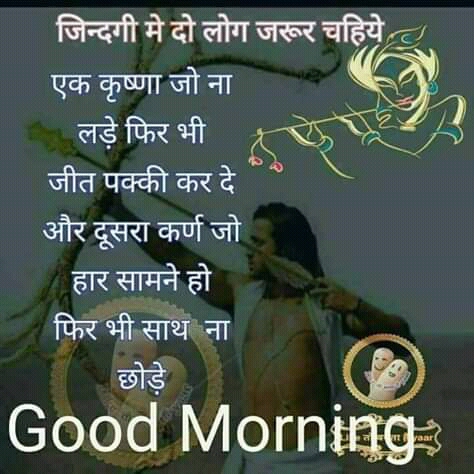 जिन्दगी मे दो लोग जरूर चहिये
एक कृष्णा जो ना
लड़े फिर भी
जीत पक्की कर दे
और दूसरा कर्ण जो
हार सामने हो
फिर भी साथ ना
छोड़े
Good Morning